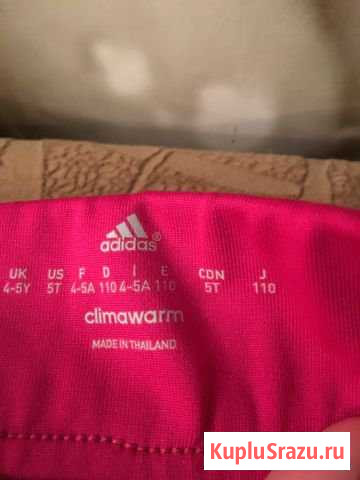 adidas®
UK US F D I E CDN J
4-5Y 5T 4-5A 110 4-5A 110 5T 110
climawarm
MADE IN THAILAND
KupluSrazu.ru